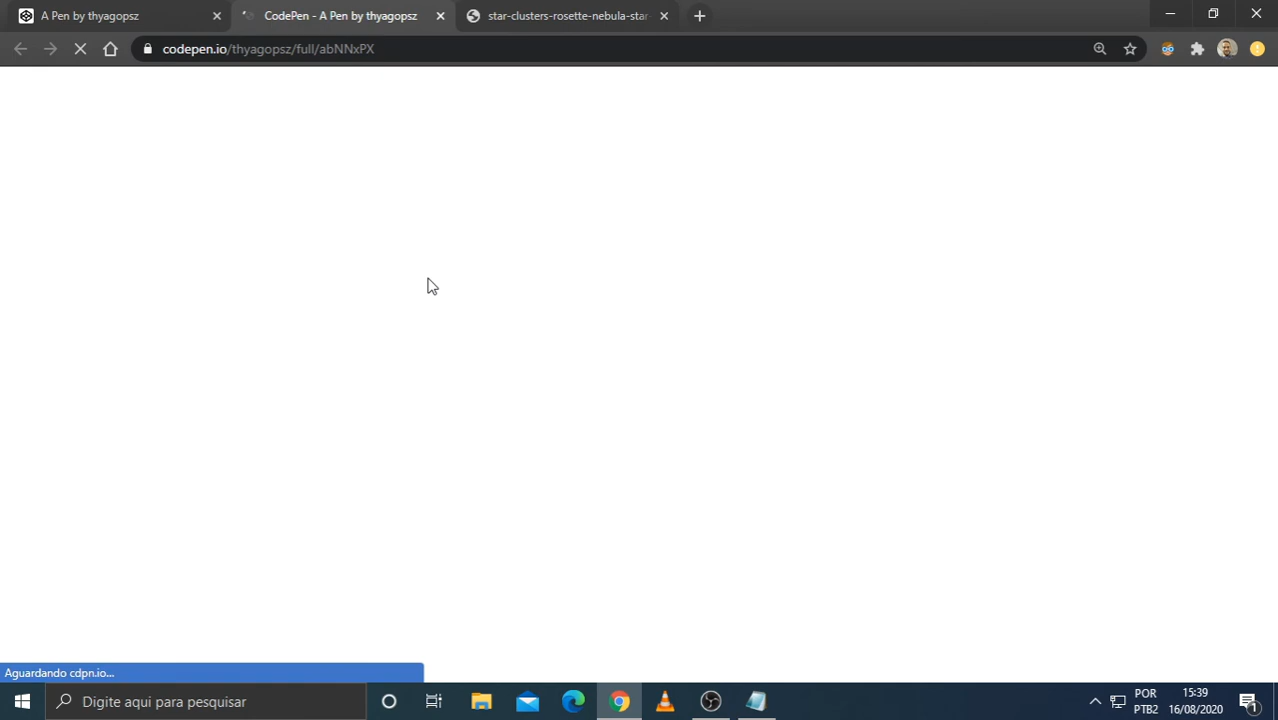 A Pen by thyagopsz
CodePen - A Pen by thyagopsz
star-clusters-rosette-nebula-star
codepen.io/thyagopsz/full/abNNxPX
Aguardando cdpn.io...
Digite aqui para pesquisar
POR
PTB2
15:39
16/08/2020
1